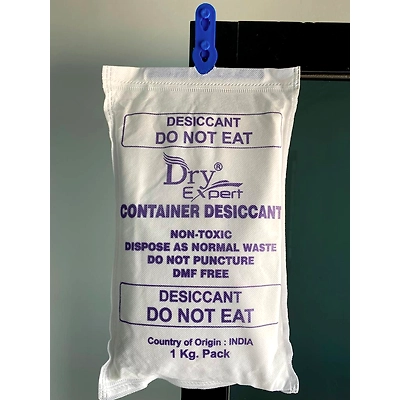 DESICCANT
DO NOT EAT
Dry®
Expert
CONTAINER DESICCANT
NON-TOXIC
DISPOSE AS NORMAL WASTE
DO NOT PUNCTURE
DMF FREE
DESICCANT
DO NOT EAT
Country of Origin : INDIA
1 Kg. Pack